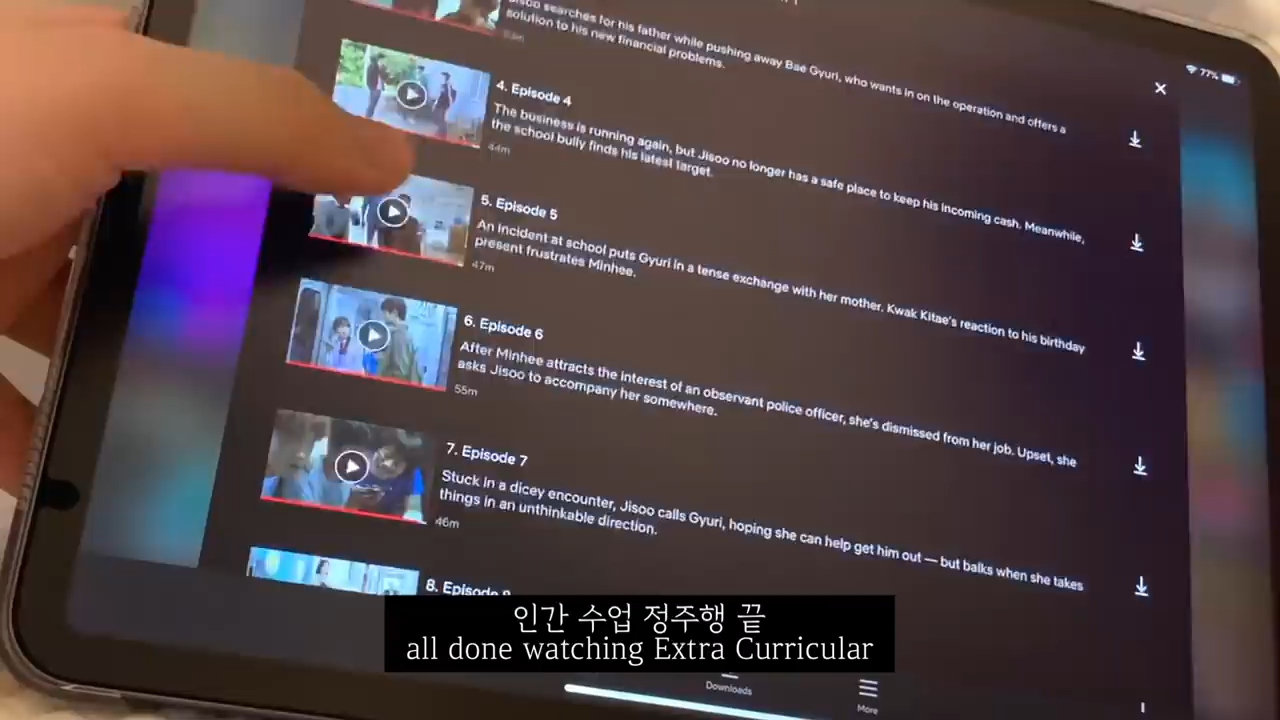 Jisoo searches for his father while pushing away Bae Gyuri, who wants in on the operation and offers a
solution to his new financial problems.
77%
4. Episode 4
The business is running again, but Jisoo no longer has a safe place to keep his incoming cash. Meanwhile,
the school bully finds his latest target.
44m
5. Episode 5
An incident at school puts Gyuri in a tense exchange with her mother. Kwak Kitae's reaction to his birthday
present frustrates Minhee.
47m
6. Episode 6
After Minhee attracts the interest of an observant police officer, she's dismissed from her job. Upset, she
asks Jisoo to accompany her somewhere.
55m
7. Episode 7
Stuck in a dicey encounter, Jisoo calls Gyuri, hoping she can help get him out — but balks when she takes
things in an unthinkable direction.
46m
8. Episode
인간 수업 정주행 끝
all done watching Extra Curricular
Downloads
More